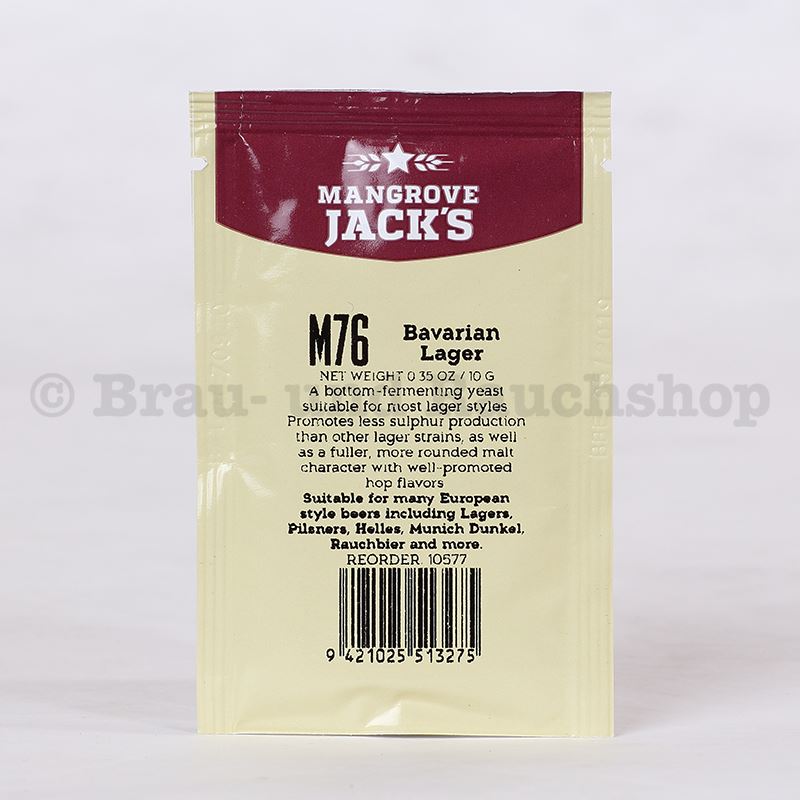 MANGROVE
JACK'S
M76 Bavarian
Lager
NET WEIGHT 0.35 OZ / 10 G
A bottom-fermenting yeast
suitable for most lager styles
Promotes less sulphur production
than other lager strains, as well
as a fuller, more rounded malt
character with well-promoted
hop flavors
Suitable for many European
style beers including Lagers,
Pilsners, Helles, Munich Dunkel,
Rauchbier and more.
REORDER 10577
9 421025 513275
© Brau- uchshop